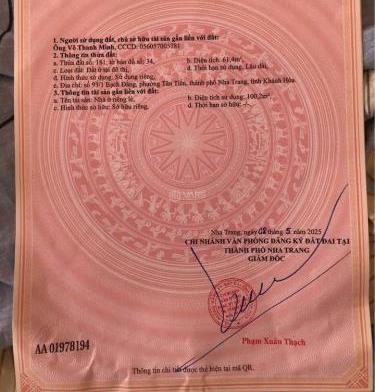 1. Người sử dụng đất, chủ sở hữu tài sản gắn liền với đất:
Ông Võ Thanh Minh, CCCD: 056057005181
2. Thông tin thửa đất:
a. Thửa đất số: 181; tờ bản đồ số: 34, b. Diện tích: 61,4m²,
c. Loại đất: Đất ở tại đô thị, d. Thời hạn sử dụng: Lâu dài,
đ. Hình thức sử dụng: Sử dụng riêng,
e. Địa chỉ: số 95/1 Bạch Đằng, phường Tân Tiến, thành phố Nha Trang, tỉnh Khánh Hòa.
3. Thông tin tài sản gắn liền với đất:
a. Tên tài sản: Nhà ở riêng lẻ, b. Diện tích sử dụng: 100,2m²,
c. Hình thức sở hữu: Sở hữu riêng, d. Thời hạn sở hữu: -/-.
Nha Trang, ngày 08 tháng 5 năm 2025
CHI NHÁNH VĂN PHÒNG ĐĂNG KÝ ĐẤT ĐAI TẠI
THÀNH PHỐ NHA TRANG
GIÁM ĐỐC
Phạm Xuân Thạch
AA 01978194
Thông tin chi tiết được thể hiện tại mã QR.